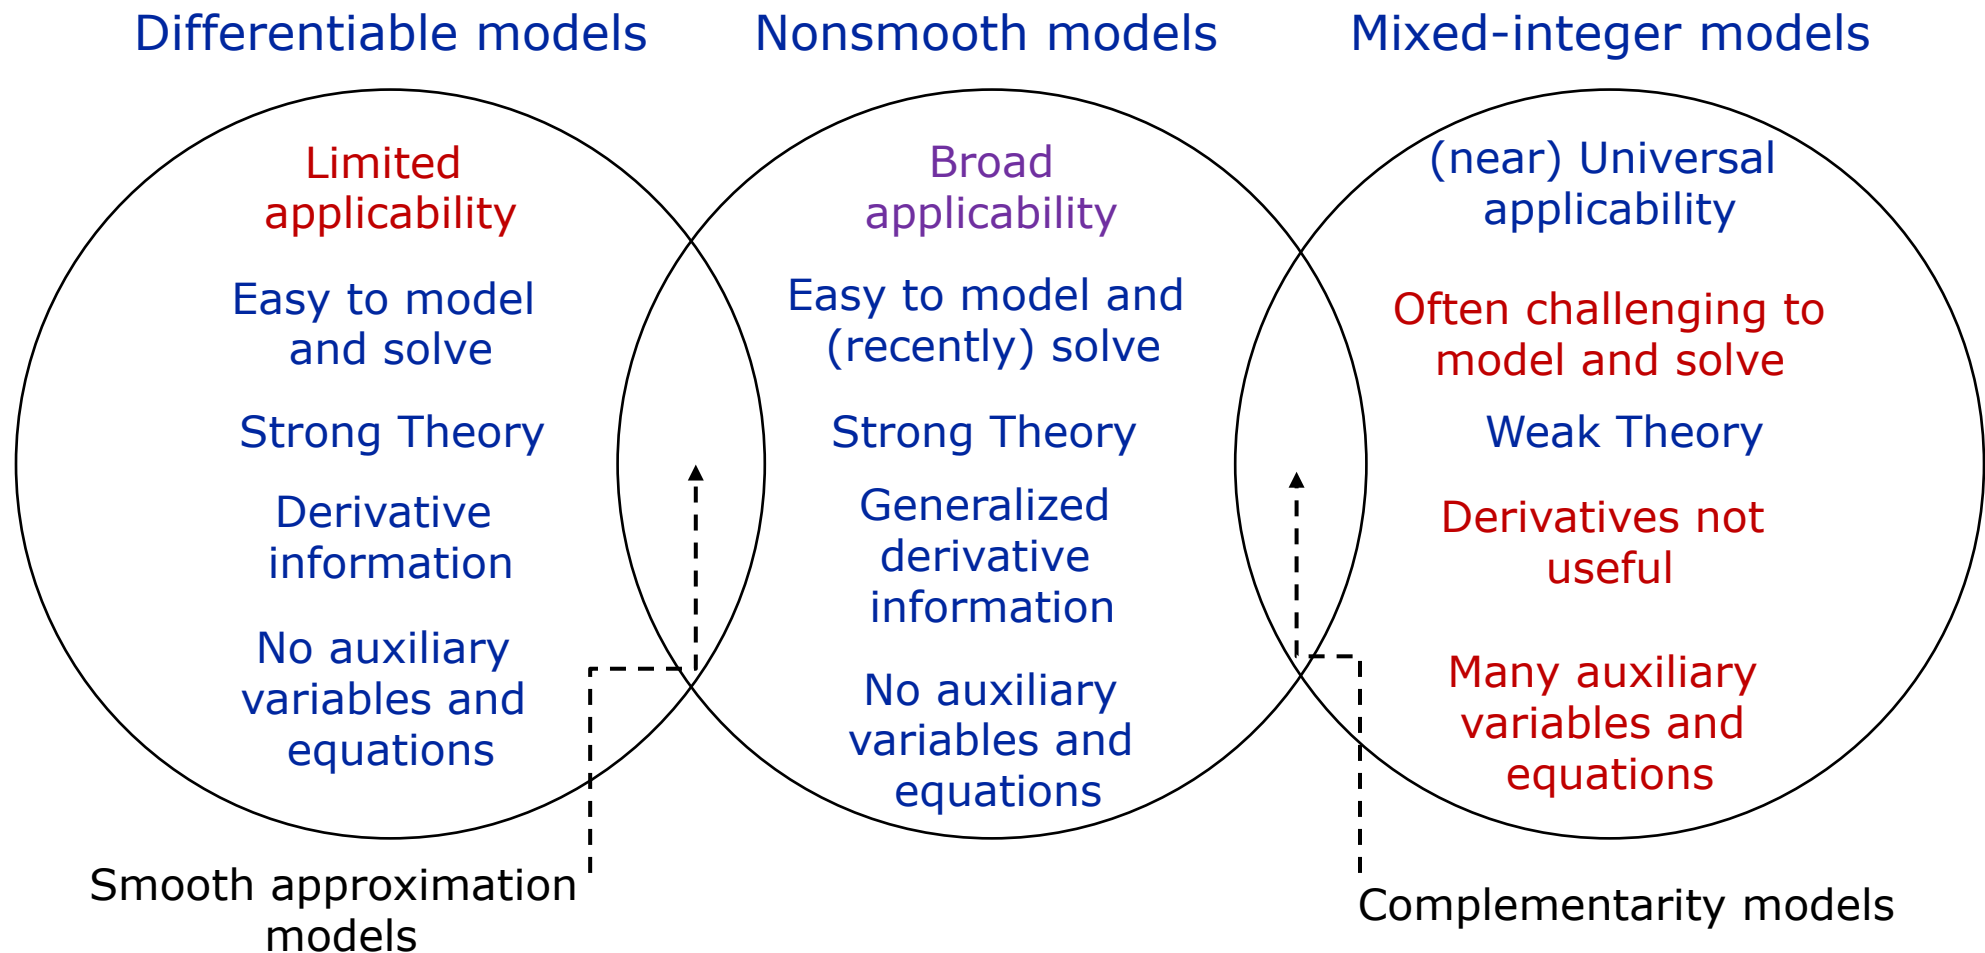 Differentiable models
Nonsmooth models
Mixed-integer models
Limited
applicability
Easy to model
and solve
Strong Theory
Derivative
information
No auxiliary
variables and
equations
Broad
applicability
Easy to model and
(recently) solve
Strong Theory
Generalized
derivative
information
No auxiliary
variables and
equations
(near) Universal
applicability
Often challenging to
model and solve
Weak Theory
Derivatives not
useful
Many auxiliary
variables and
equations
Smooth approximation
models
Complementarity models